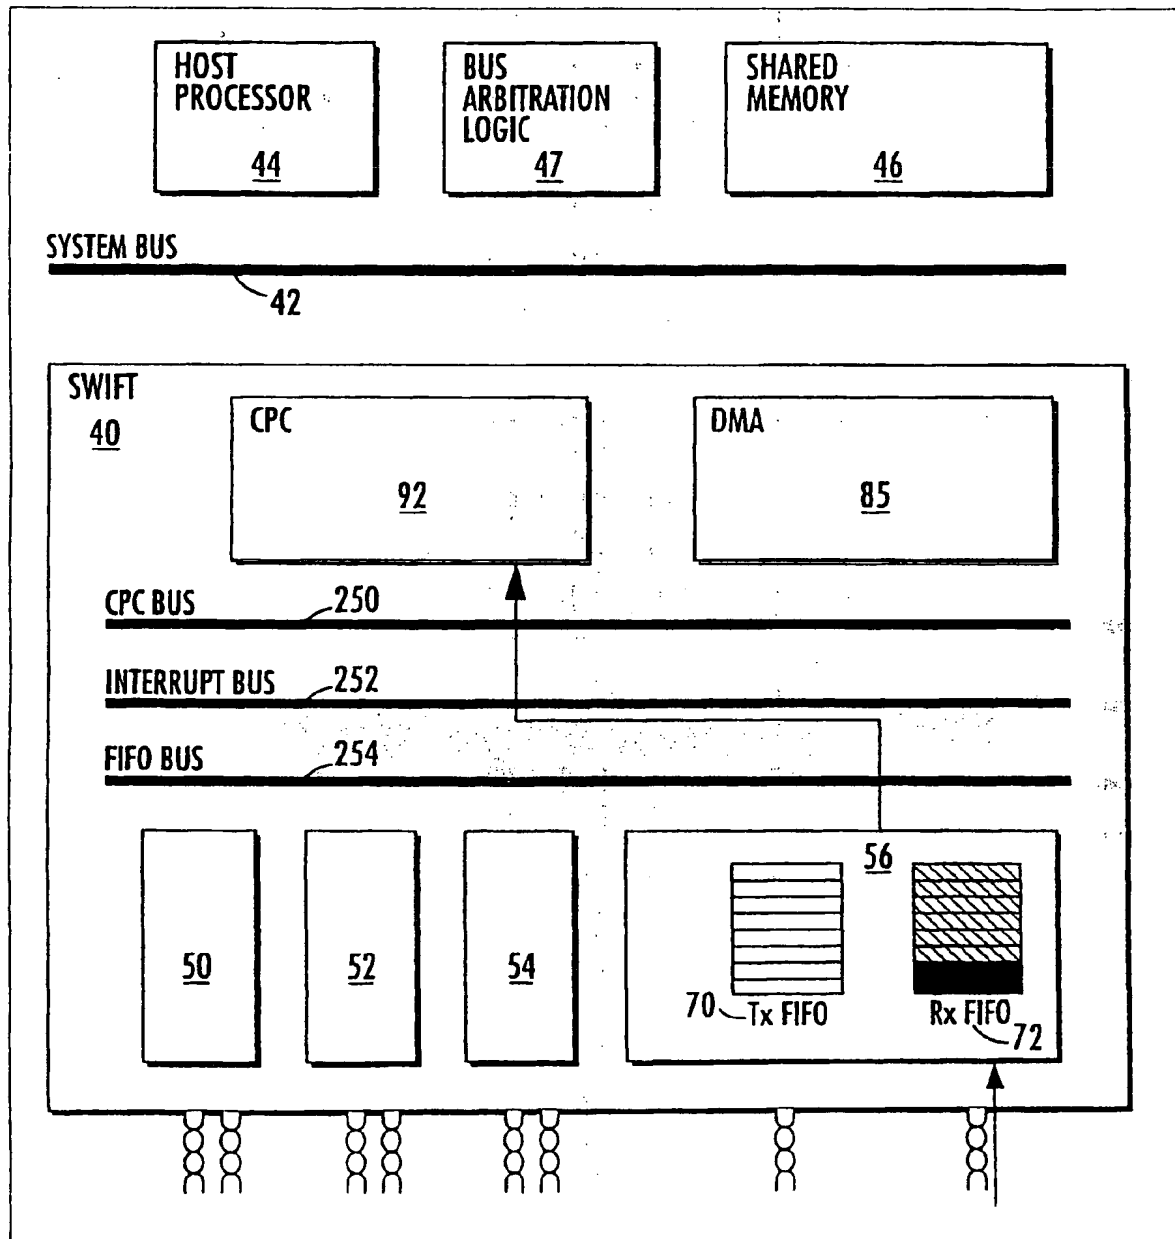 HOST
PROCESSOR
44
BUS
ARBITRATION
LOGIC
47
SHARED
MEMORY
46
SYSTEM BUS
42
SWIFT
40
CPC
92
DMA
85
CPC BUS
250
INTERRUPT BUS
252
FIFO BUS
254
50
52
54
56
70
Tx FIFO
Rx FIFO
72